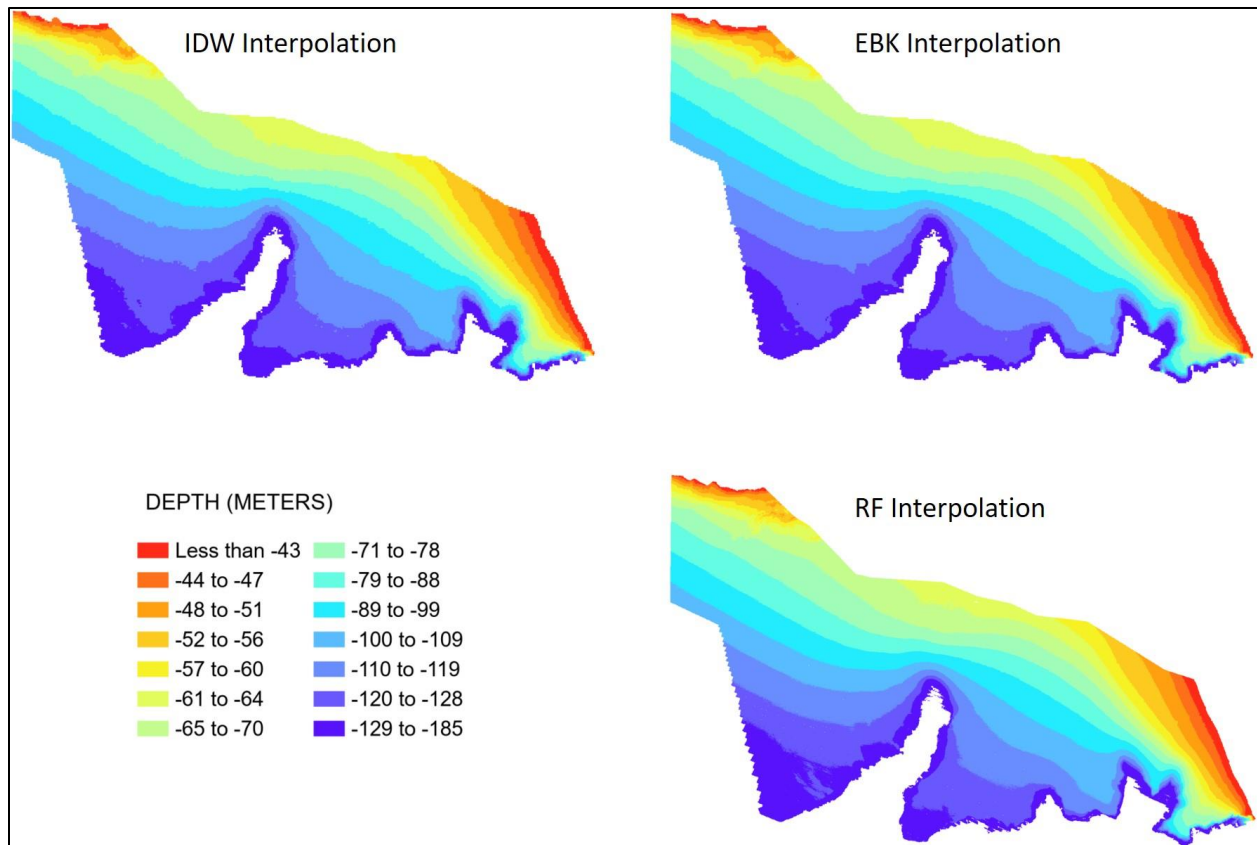 IDW Interpolation
EBK Interpolation
DEPTH (METERS)
Less than -43
-44 to -47
-48 to -51
-52 to -56
-57 to -60
-61 to -64
-65 to -70
-71 to -78
-79 to -88
-89 to -99
-100 to -109
-110 to -119
-120 to -128
-129 to -185
RF Interpolation